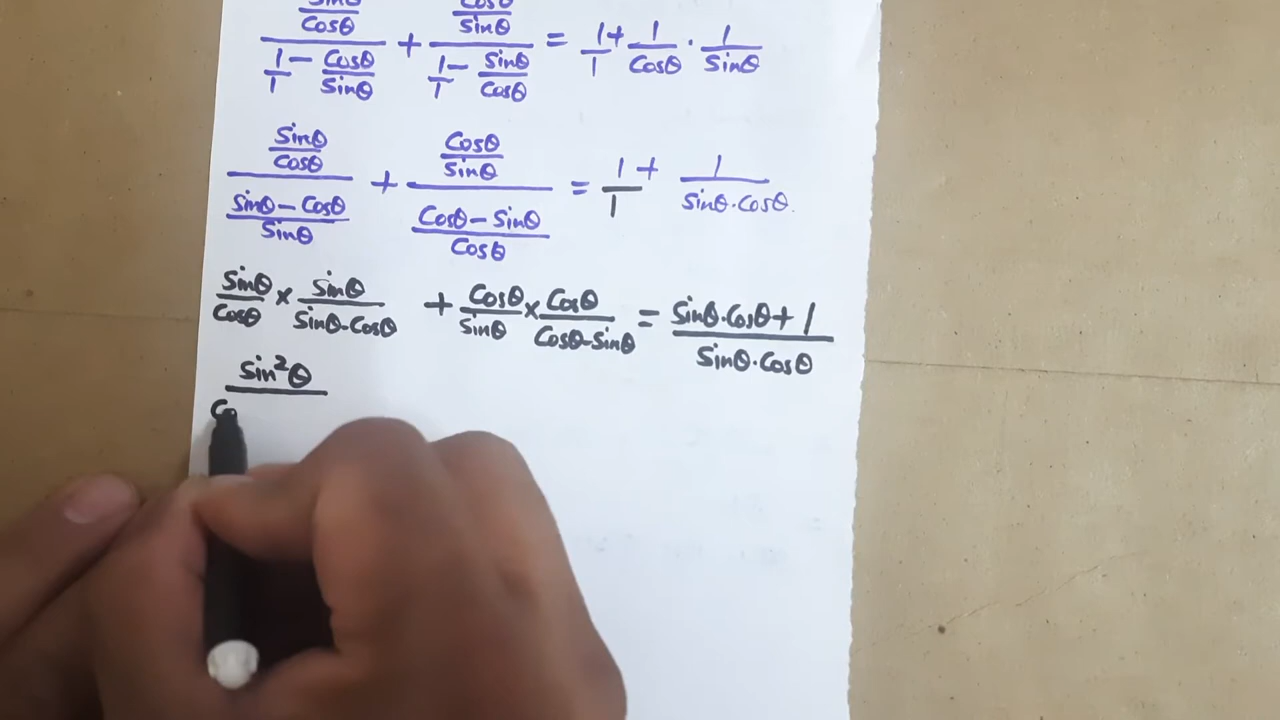 sinθ/cosθ / (1/1 - cosθ/sinθ) + cosθ/sinθ / (1/1 - sinθ/cosθ) = 1/1 + 1/cosθ · 1/sinθ
sinθ/cosθ / ((sinθ - cosθ)/sinθ) + cosθ/sinθ / ((cosθ - sinθ)/cosθ) = 1/1 + 1/(sinθ·cosθ).
sinθ/cosθ × sinθ/(sinθ-cosθ) + cosθ/sinθ × cosθ/(cosθ-sinθ) = (sinθ·cosθ + 1)/(sinθ·cosθ)
sin²θ/co